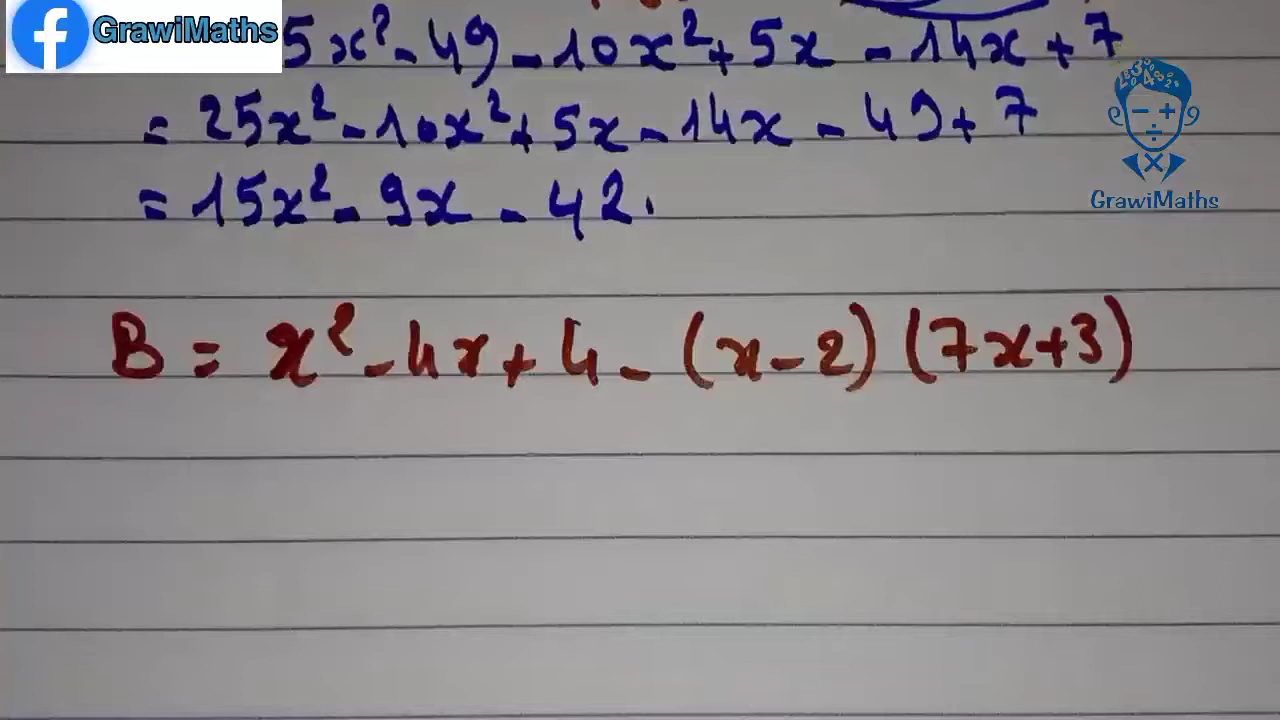 GrawiMaths
5x² - 49 - 10x² + 5x - 14x + 7
= 25x² - 10x² + 5x - 14x - 49 + 7
= 15x² - 9x - 42.
GrawiMaths
B = x² - 4x + 4 - (x - 2) (7x + 3)